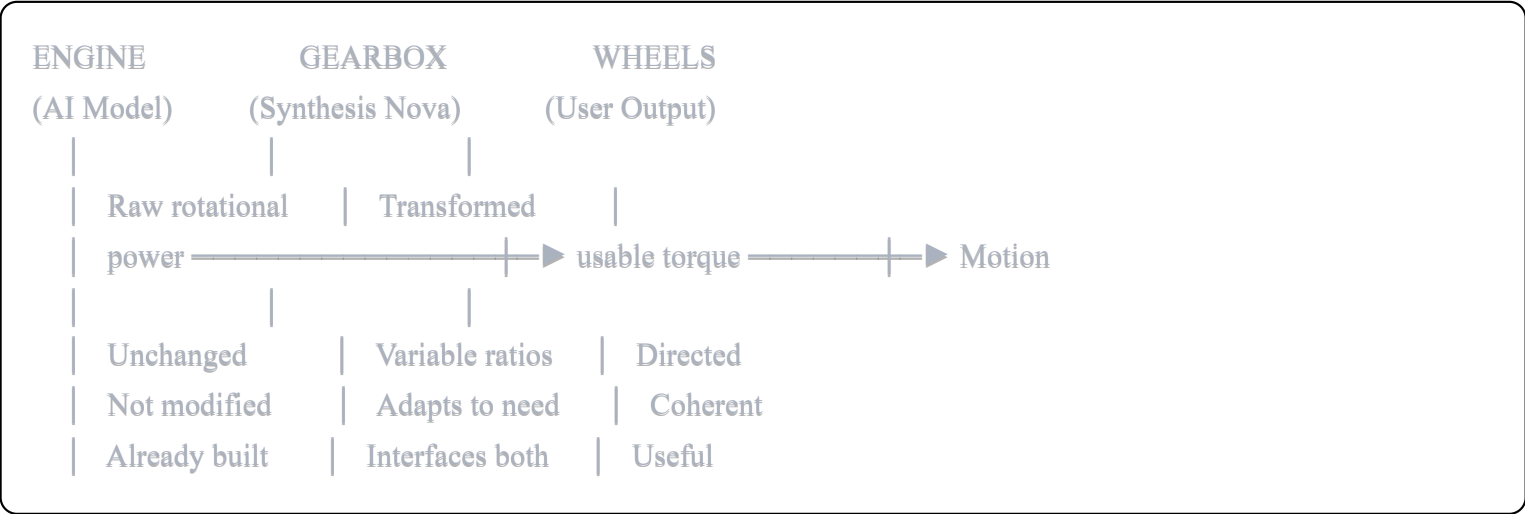 ENGINE GEARBOX WHEELS
(AI Model) (Synthesis Nova) (User Output)
│ │ │
│ Raw rotational │ Transformed │
│ power ═══════════════┼═▶ usable torque ══════┼═▶ Motion
│ │ │
│ Unchanged │ Variable ratios │ Directed
│ Not modified │ Adapts to need │ Coherent
│ Already built │ Interfaces both │ Useful